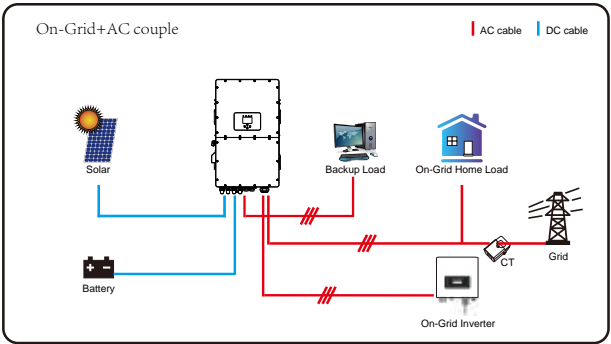 On-Grid+AC couple
AC cable
DC cable
Solar
Backup Load
On-Grid Home Load
Grid
CT
Battery
On-Grid Inverter